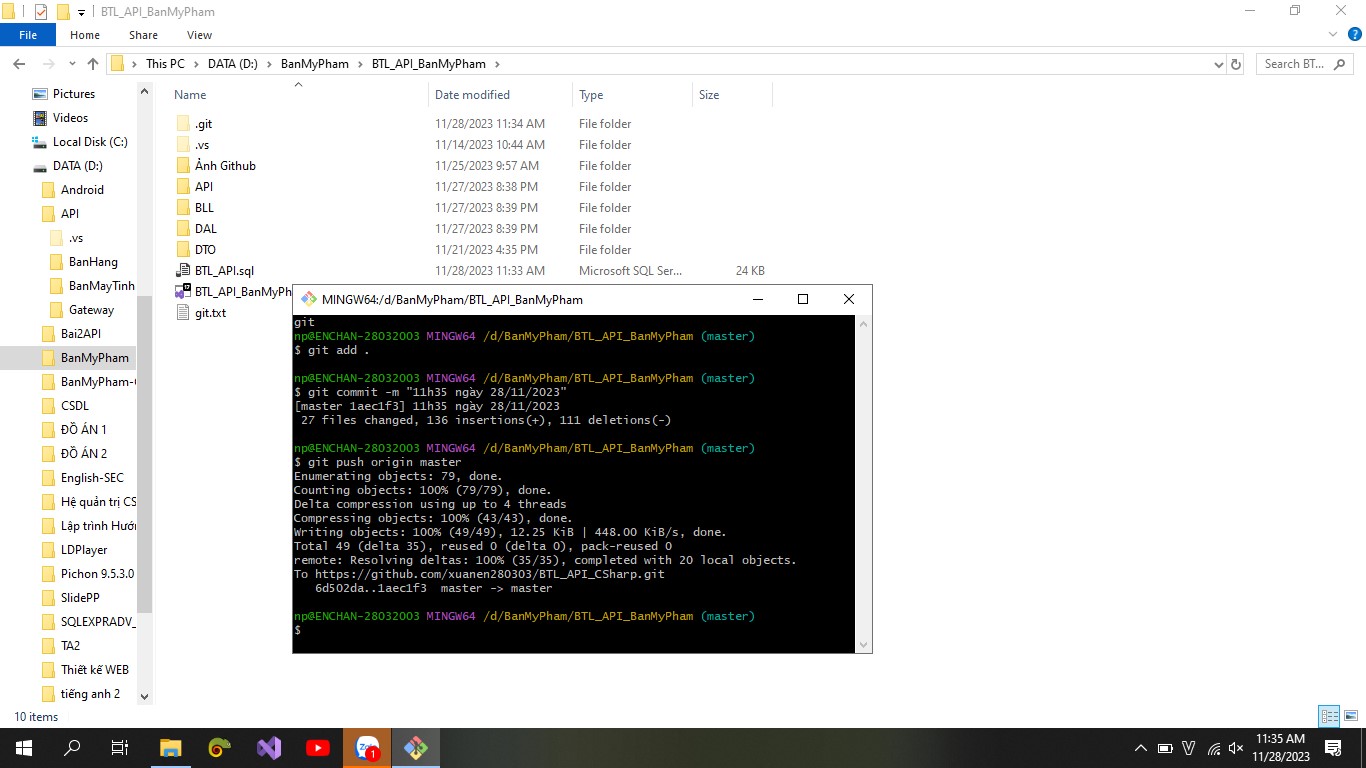 BTL_API_BanMyPham
File Home Share View
This PC DATA (D:) BanMyPham BTL_API_BanMyPham
Search BT...
Name Date modified Type Size
Pictures
Videos
Local Disk (C:)
DATA (D:)
Android
API
.vs
BanHang
BanMayTinh
Gateway
Bai2API
BanMyPham
BanMyPham-
CSDL
ĐỒ ÁN 1
ĐỒ ÁN 2
English-SEC
Hệ quản trị CS
Lập trình Hướ
LDPlayer
Pichon 9.5.3.0
SlidePP
SQLEXPRADV_
TA2
Thiết kế WEB
tiếng anh 2
.git 11/28/2023 11:34 AM File folder
.vs 11/14/2023 10:44 AM File folder
Ảnh Github 11/25/2023 9:57 AM File folder
API 11/27/2023 8:38 PM File folder
BLL 11/27/2023 8:39 PM File folder
DAL 11/27/2023 8:39 PM File folder
DTO 11/21/2023 4:35 PM File folder
BTL_API.sql 11/28/2023 11:33 AM Microsoft SQL Ser... 24 KB
BTL_API_BanMyPh
git.txt
MINGW64:/d/BanMyPham/BTL_API_BanMyPham
git
np@ENCHAN-28032003 MINGW64 /d/BanMyPham/BTL_API_BanMyPham (master)
$ git add .
np@ENCHAN-28032003 MINGW64 /d/BanMyPham/BTL_API_BanMyPham (master)
$ git commit -m "11h35 ngày 28/11/2023"
[master 1aec1f3] 11h35 ngày 28/11/2023
27 files changed, 136 insertions(+), 111 deletions(-)
np@ENCHAN-28032003 MINGW64 /d/BanMyPham/BTL_API_BanMyPham (master)
$ git push origin master
Enumerating objects: 79, done.
Counting objects: 100% (79/79), done.
Delta compression using up to 4 threads
Compressing objects: 100% (43/43), done.
Writing objects: 100% (49/49), 12.25 KiB | 448.00 KiB/s, done.
Total 49 (delta 35), reused 0 (delta 0), pack-reused 0
remote: Resolving deltas: 100% (35/35), completed with 20 local objects.
To https://github.com/xuanen280303/BTL_API_CSharp.git
6d502da..1aec1f3 master -> master
np@ENCHAN-28032003 MINGW64 /d/BanMyPham/BTL_API_BanMyPham (master)
$
10 items
1
11:35 AM
11/28/2023